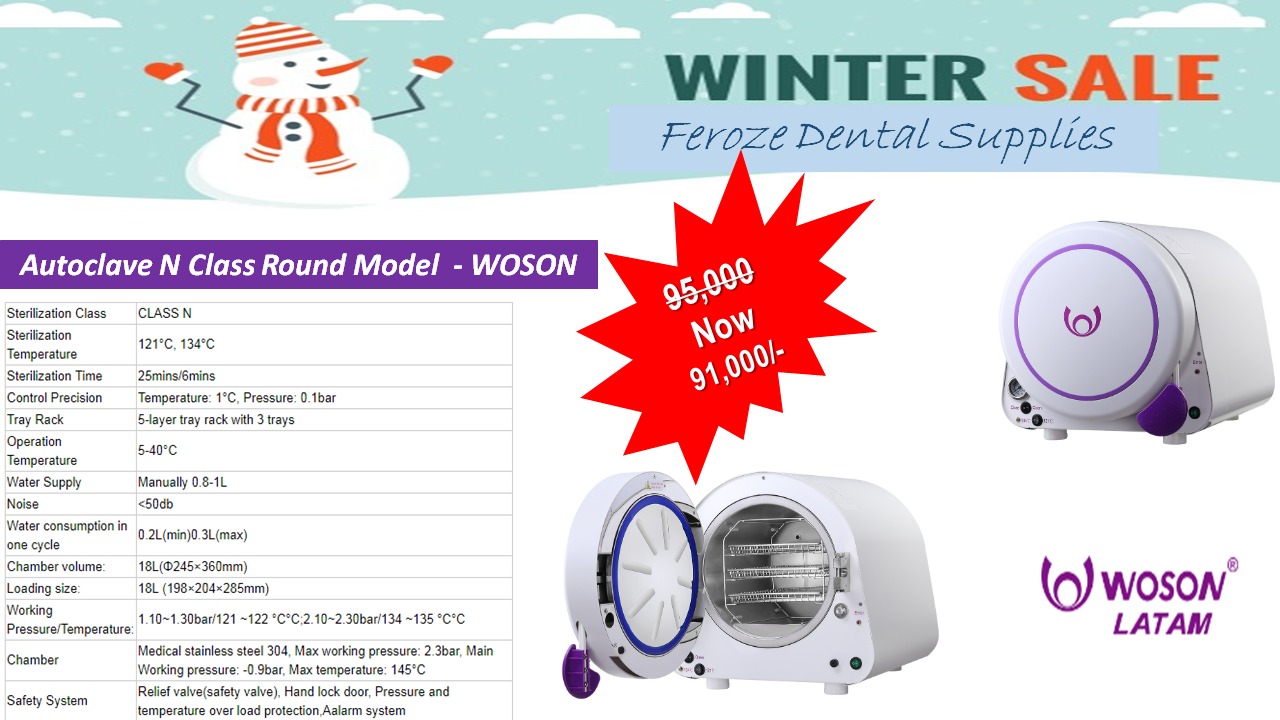 WINTER SALE
Feroze Dental Supplies
Autoclave N Class Round Model - WOSON
95,000
Now
91,000/-
Sterilization Class CLASS N
Sterilization
Temperature 121°C, 134°C
Sterilization Time 25mins/6mins
Control Precision Temperature: 1°C, Pressure: 0.1bar
Tray Rack 5-layer tray rack with 3 trays
Operation
Temperature 5-40°C
Water Supply Manually 0.8-1L
Noise <50db
Water consumption in
one cycle 0.2L(min)0.3L(max)
Chamber volume: 18L(Φ245×360mm)
Loading size: 18L (198×204×285mm)
Working
Pressure/Temperature: 1.10~1.30bar/121 ~122 °C°C;2.10~2.30bar/134 ~135 °C°C
Chamber Medical stainless steel 304, Max working pressure: 2.3bar, Main
Working pressure: -0.9bar, Max temperature: 145°C
Safety System Relief valve(safety valve), Hand lock door, Pressure and
temperature over load protection,Aalarm system
WOSON®
LATAM